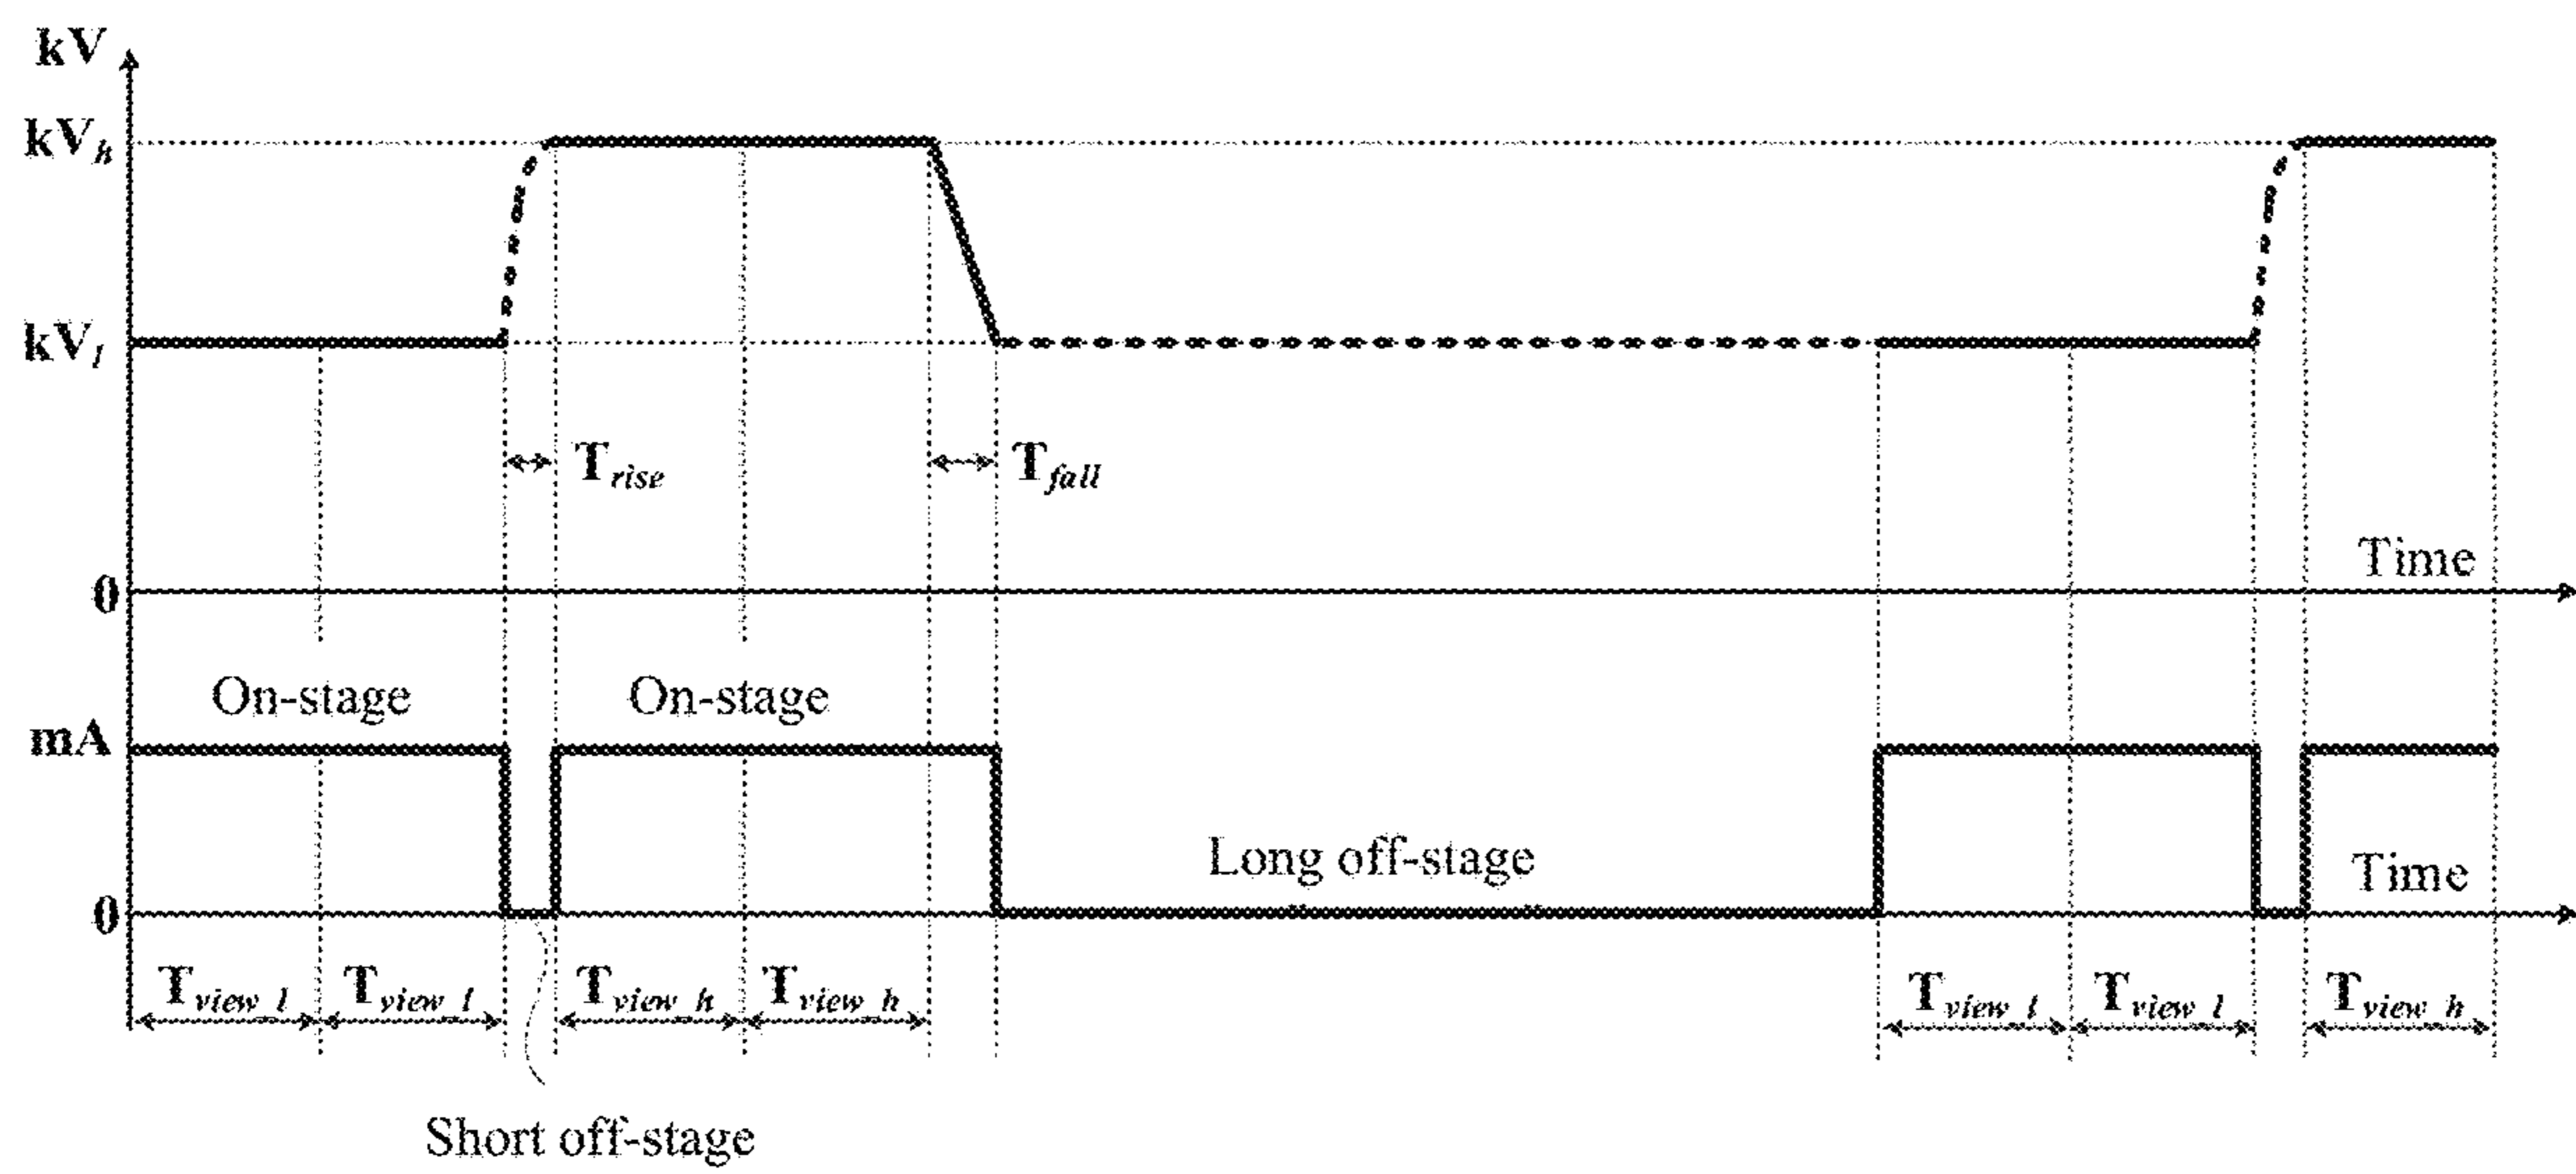 kV
kVh
kVl
Trise Tfall
Time
0
On-stage On-stage
mA
Long off-stage
Time
0
Tview_l Tview_l Tview_h Tview_h Tview_l Tview_l Tview_h
Short off-stage